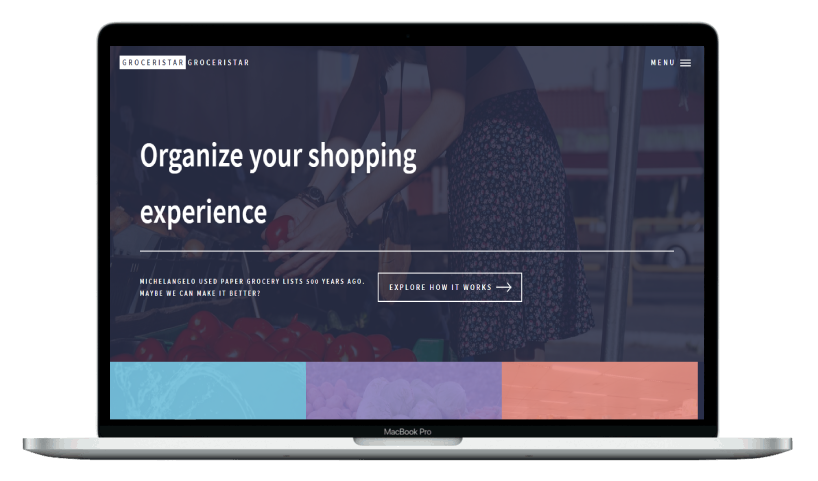 GROCERISTAR GROCERISTAR
MENU
Organize your shopping
experience
MICHELANGELO USED PAPER GROCERY LISTS 500 YEARS AGO.
MAYBE WE CAN MAKE IT BETTER?
EXPLORE HOW IT WORKS
MacBook Pro